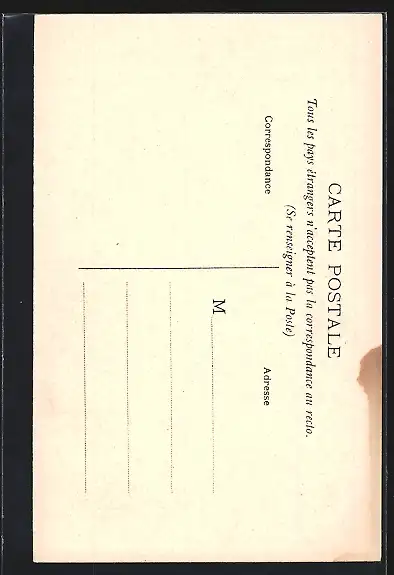 CARTE POSTALE
Tous les pays étrangers n'acceptent pas la correspondance au recto.
(Se renseigner à la Poste)
Correspondance
Adresse
M